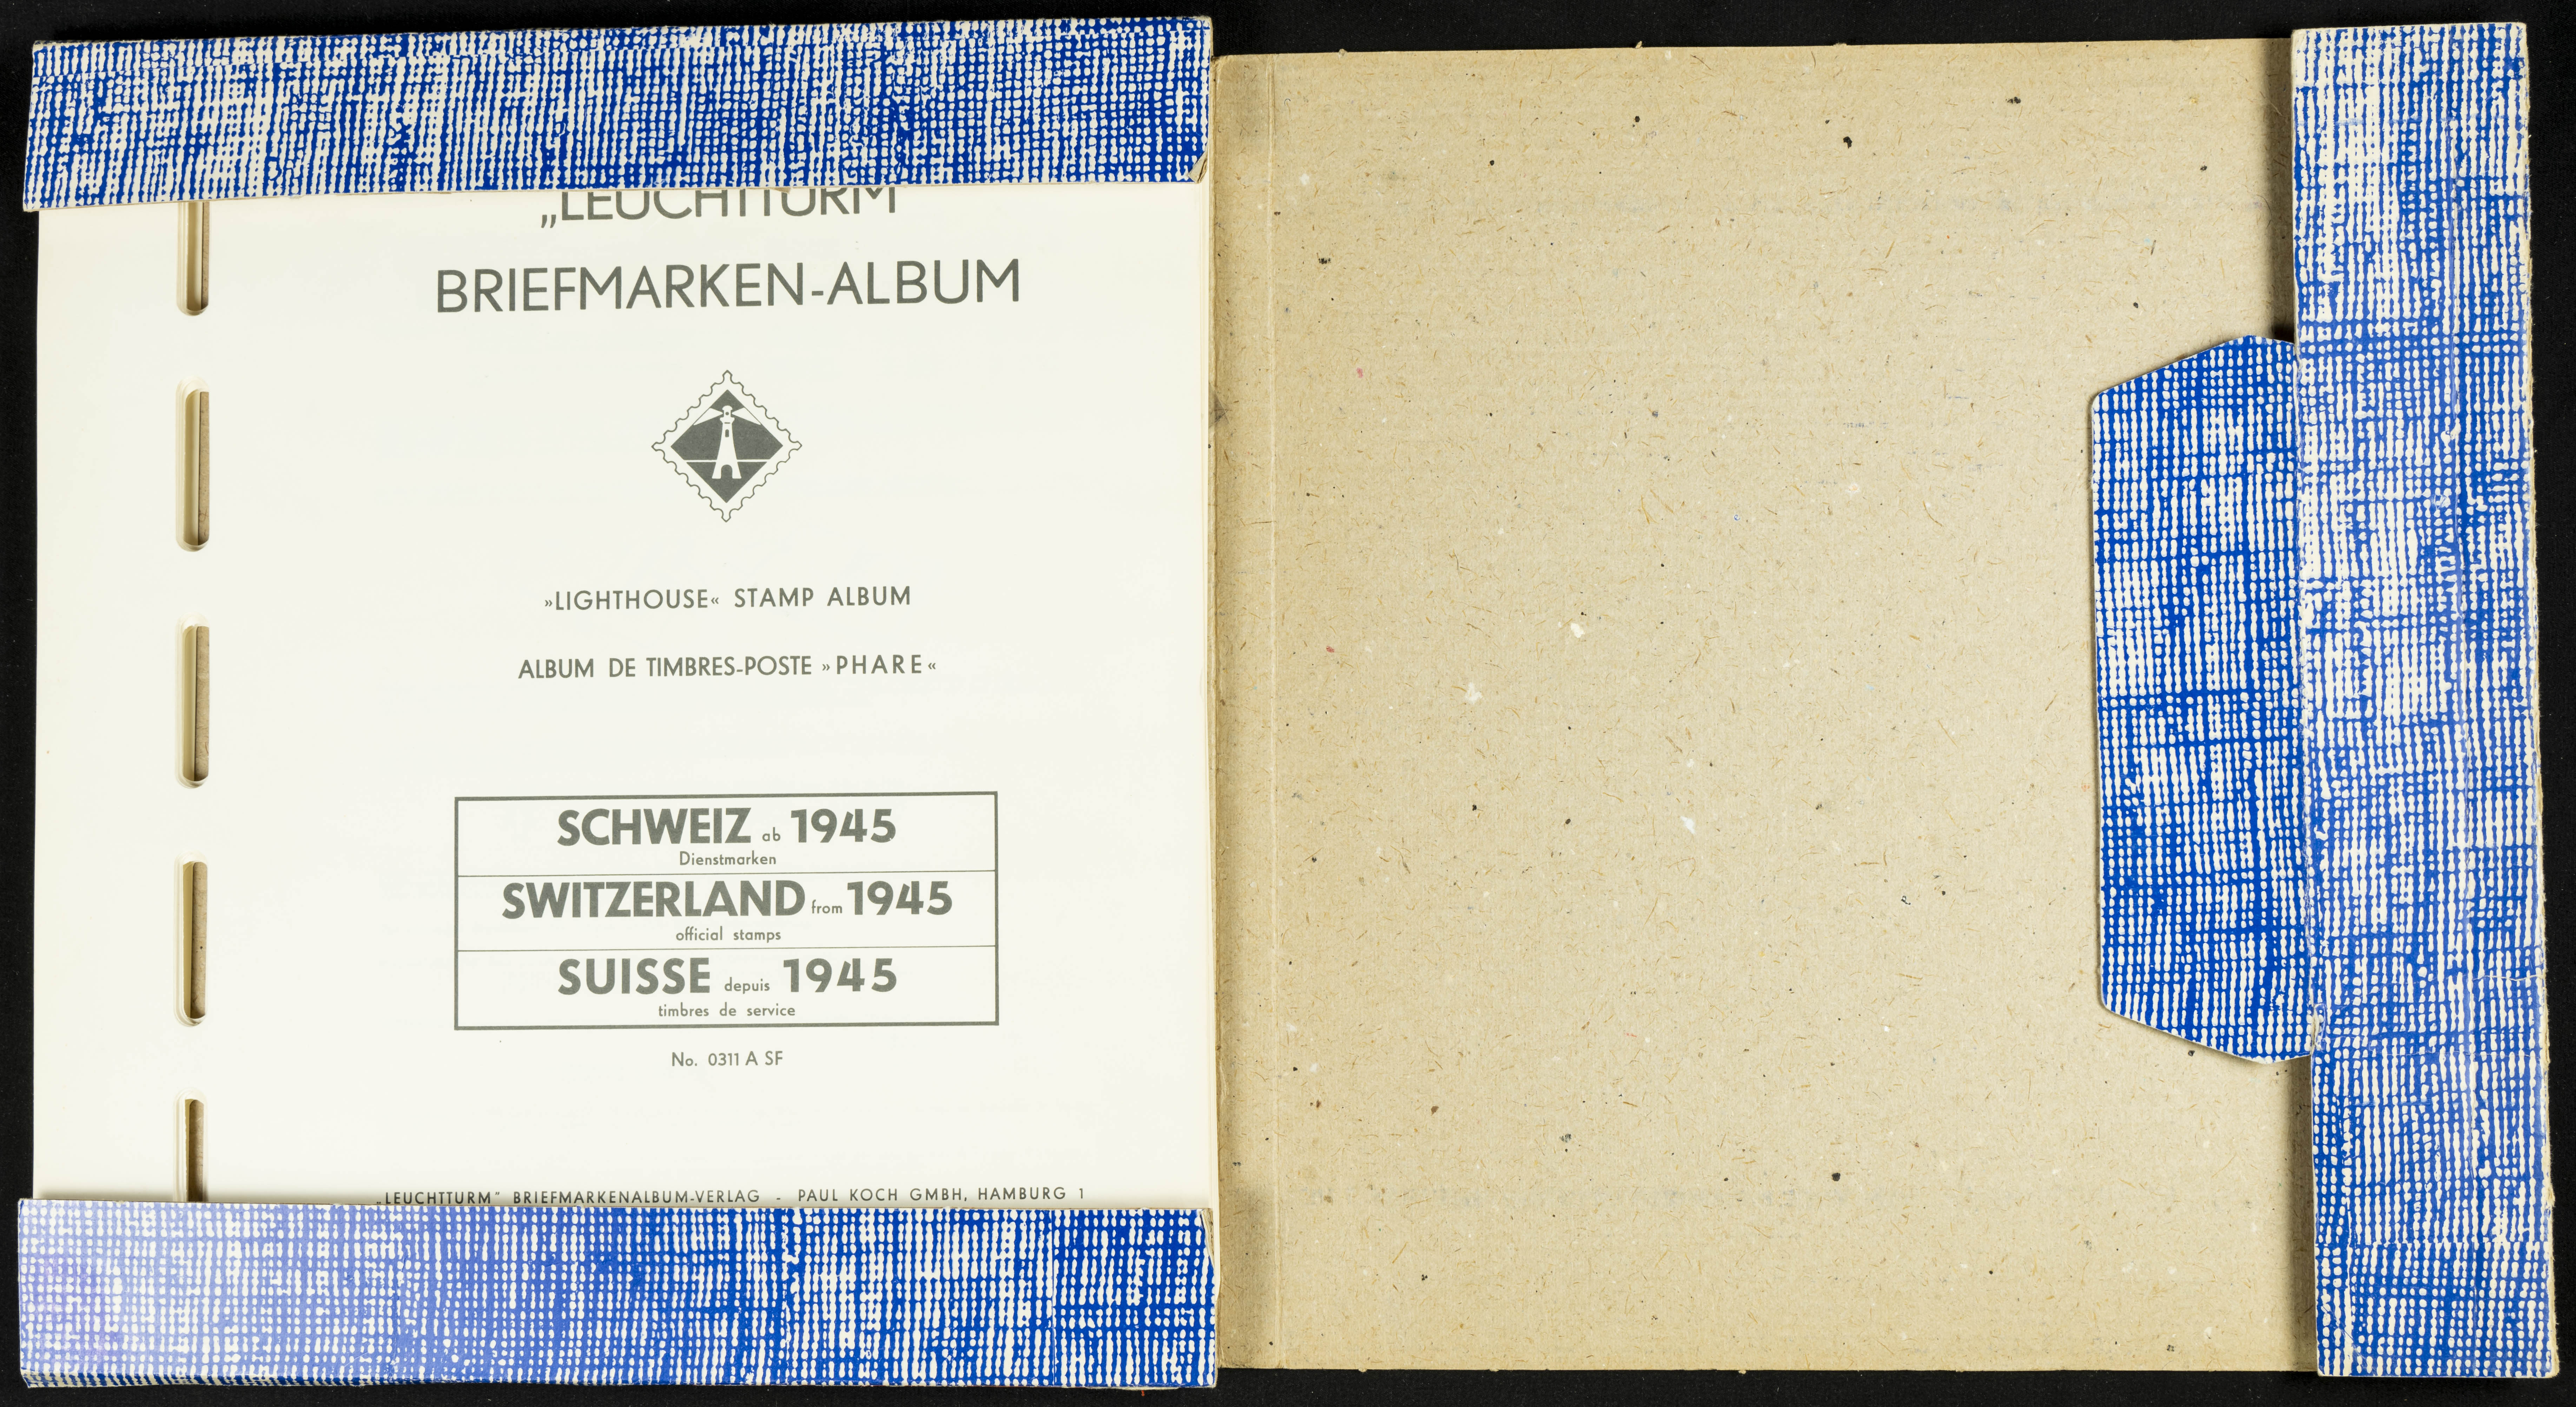 „LEUCHTTURM
BRIEFMARKEN-ALBUM
»LIGHTHOUSE« STAMP ALBUM
ALBUM DE TIMBRES-POSTE »PHARE«
SCHWEIZ ab 1945
Dienstmarken
SWITZERLAND from 1945
official stamps
SUISSE depuis 1945
timbres de service
No. 0311 A SF
„LEUCHTTURM" BRIEFMARKENALBUM-VERLAG - PAUL KOCH GMBH, HAMBURG 1